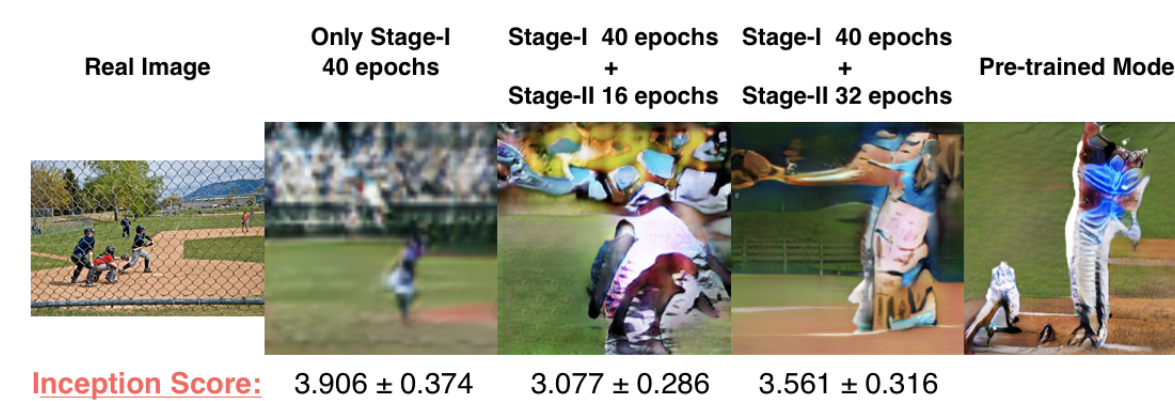 Real Image
Only Stage-I
40 epochs
Stage-I 40 epochs
+
Stage-II 16 epochs
Stage-I 40 epochs
+
Stage-II 32 epochs
Pre-trained Mode
Inception Score: 3.906 ± 0.374 3.077 ± 0.286 3.561 ± 0.316